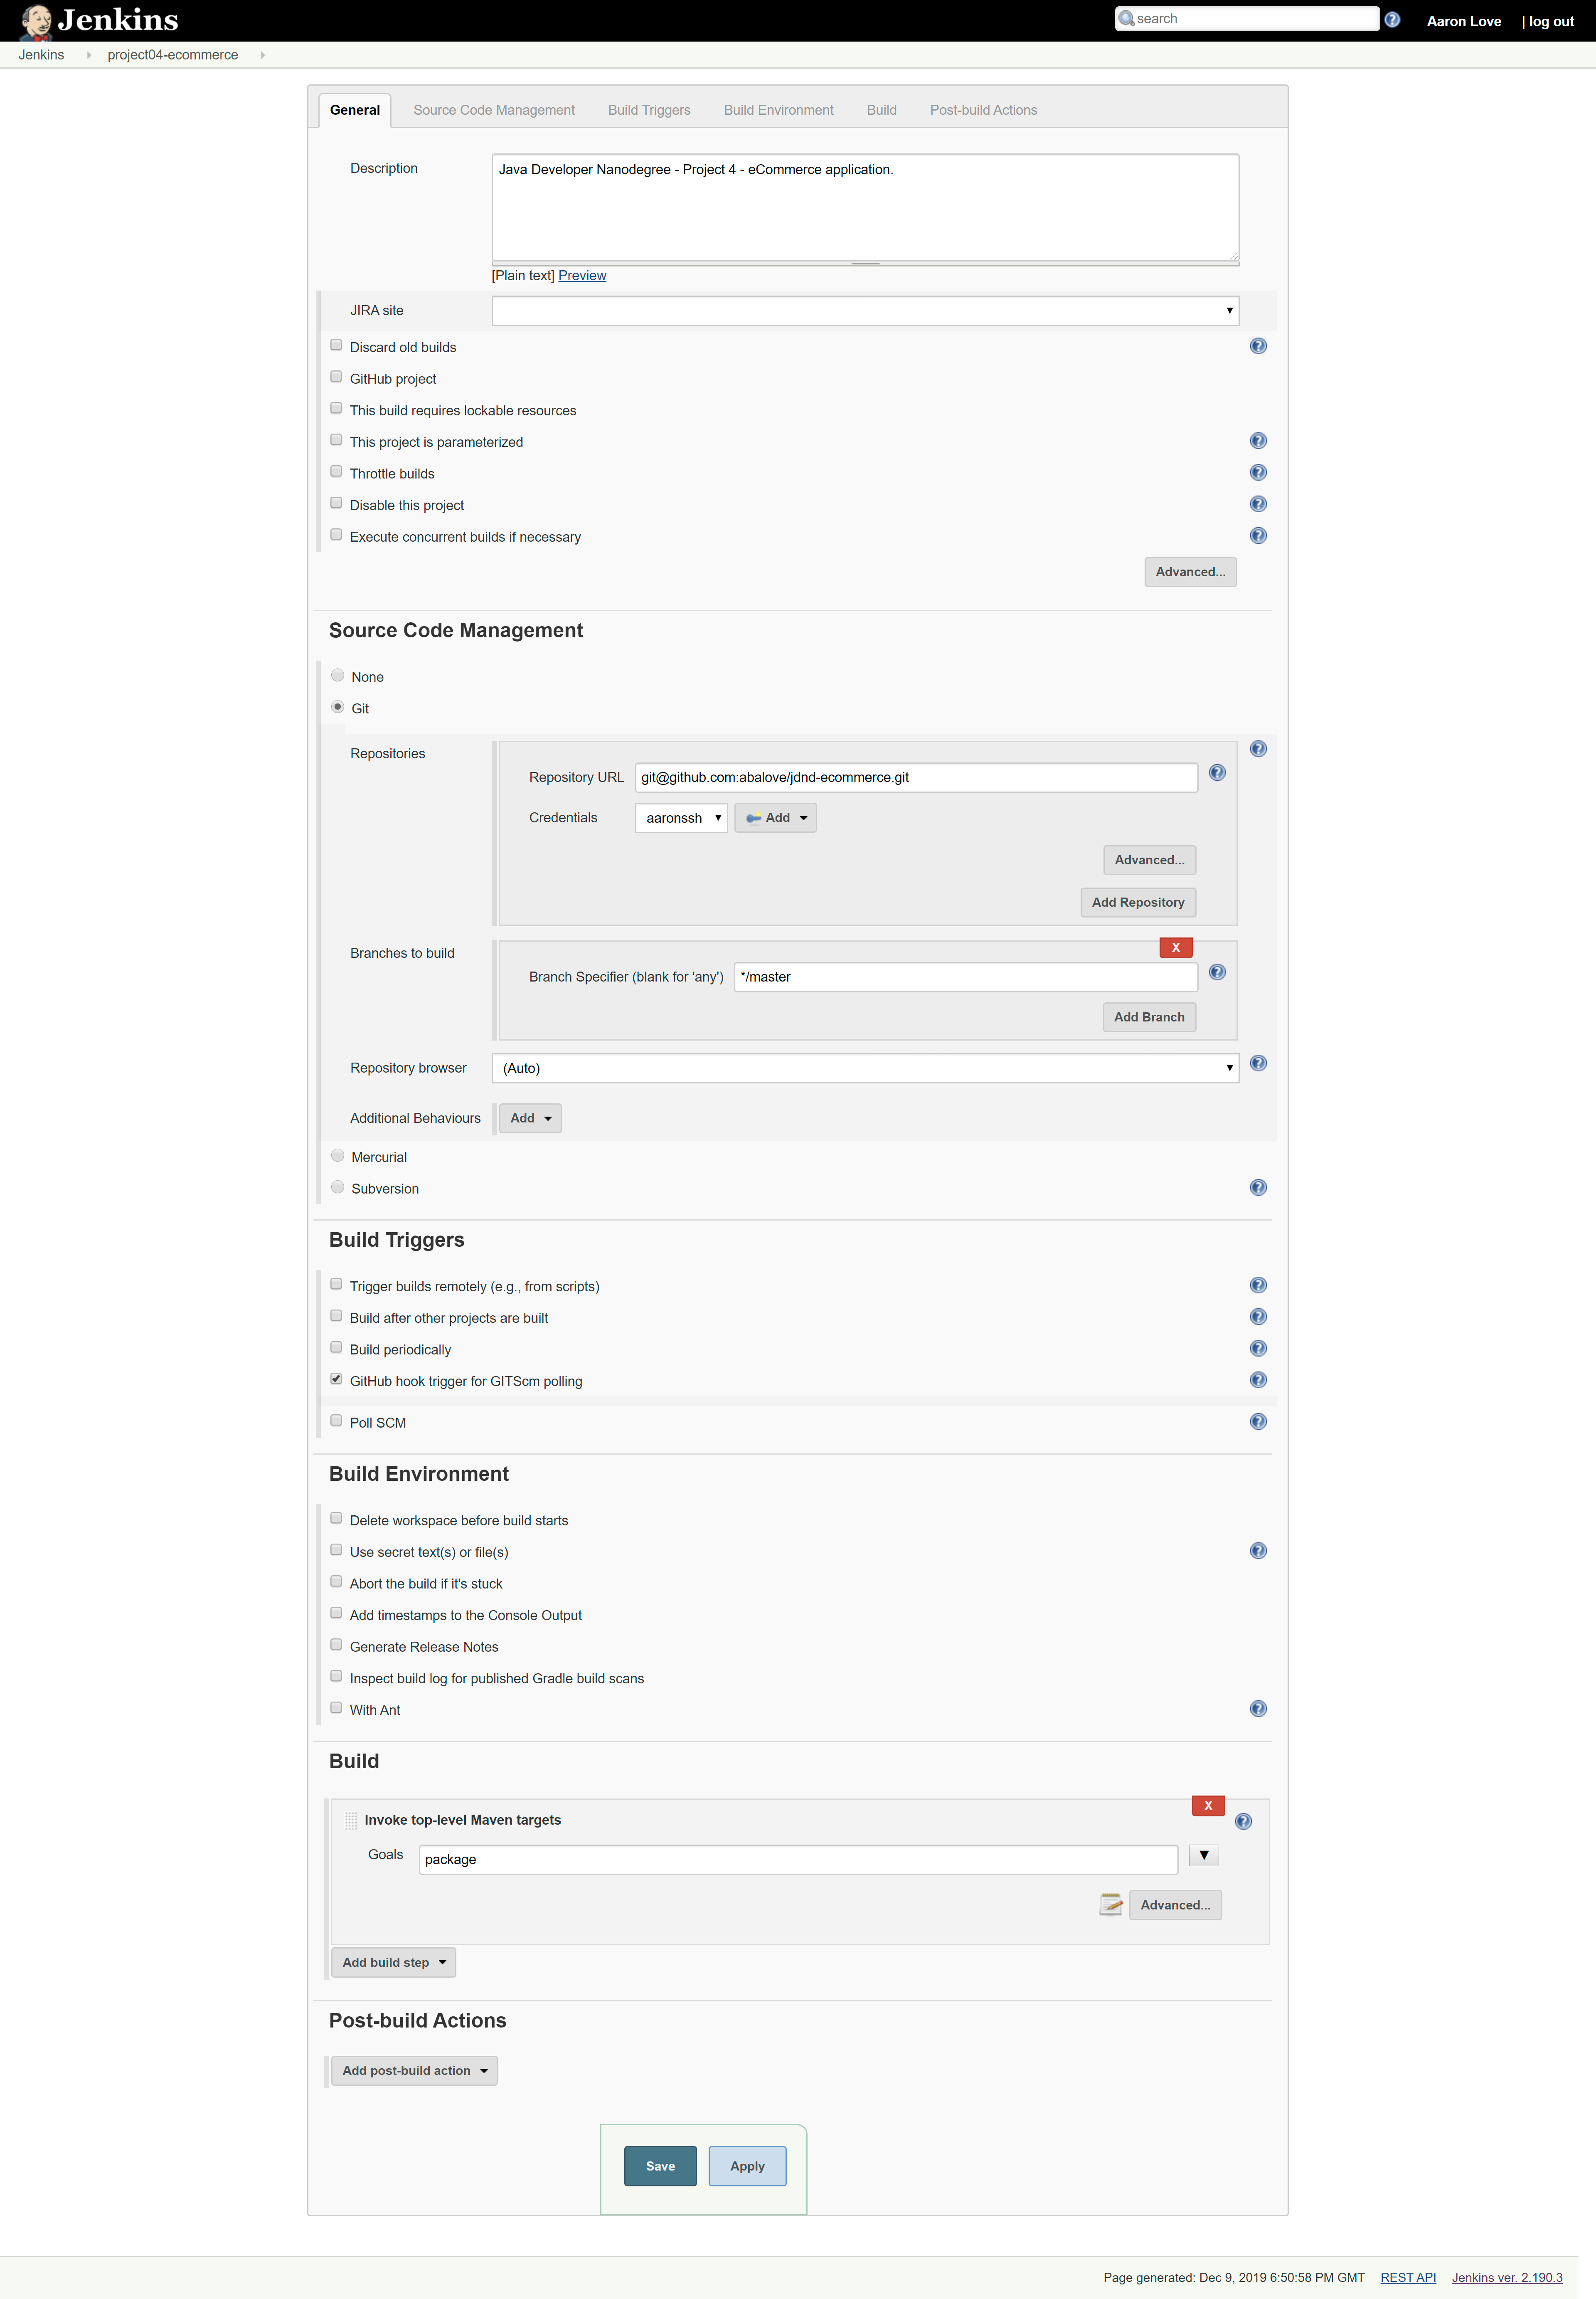 Jenkins
search
Aaron Love | log out
Jenkins project04-ecommerce
General Source Code Management Build Triggers Build Environment Build Post-build Actions
Description
Java Developer Nanodegree - Project 4 - eCommerce application.
[Plain text] Preview
JIRA site
Discard old builds
GitHub project
This build requires lockable resources
This project is parameterized
Throttle builds
Disable this project
Execute concurrent builds if necessary
Advanced...
Source Code Management
None
Git
Repositories
Repository URL git@github.com:abalove/jdnd-ecommerce.git
Credentials aaronssh Add
Advanced...
Add Repository
Branches to build
X
Branch Specifier (blank for 'any') */master
Add Branch
Repository browser (Auto)
Additional Behaviours Add
Mercurial
Subversion
Build Triggers
Trigger builds remotely (e.g., from scripts)
Build after other projects are built
Build periodically
GitHub hook trigger for GITScm polling
Poll SCM
Build Environment
Delete workspace before build starts
Use secret text(s) or file(s)
Abort the build if it's stuck
Add timestamps to the Console Output
Generate Release Notes
Inspect build log for published Gradle build scans
With Ant
Build
X
Invoke top-level Maven targets
Goals package
Advanced...
Add build step
Post-build Actions
Add post-build action
Save Apply
Page generated: Dec 9, 2019 6:50:58 PM GMT REST API Jenkins ver. 2.190.3